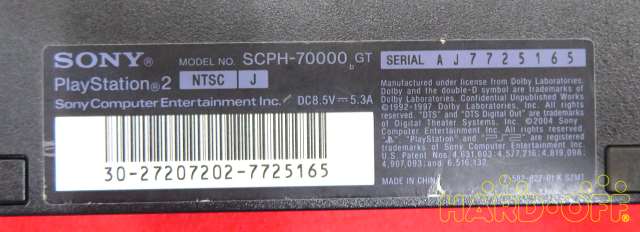 SONY® MODEL NO. SCPH-70000 b GT SERIAL A J 7 7 2 5 1 6 5
PlayStation®2 NTSC J
Sony Computer Entertainment Inc. DC8.5V 5.3A
30-27207202-7725165
Manufactured under license from Dolby Laboratories.
Dolby and the double-D symbol are trademarks of
Dolby Laboratories. Confidential Unpublished Works
©1992-1997 Dolby Laboratories, Inc. All rights
reserved. "DTS" and "DTS Digital Out" are trademarks
of Digital Theater Systems, Inc. ©2004 Sony
Computer Entertainment Inc. All rights reserved.
"PlayStation" and "PS2" are registered
trademarks of Sony Computer Entertainment Inc.
U.S. Patent Nos. 4,631,603; 4,577,216; 4,819,098;
4,907,093; and 6,516,132.
MADE IN CHINA
HARD-OFF